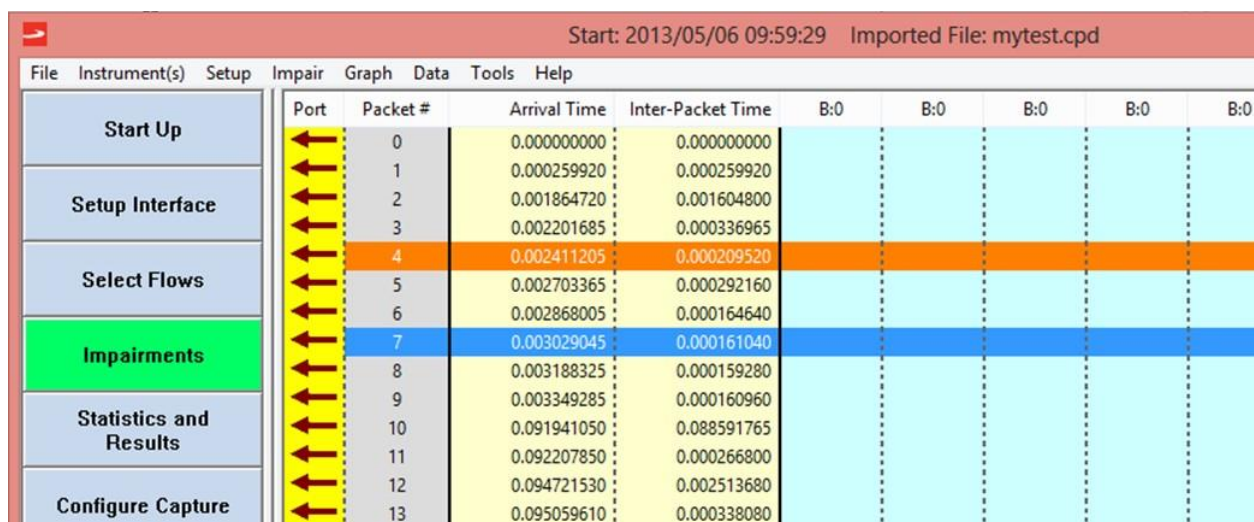 Start: 2013/05/06 09:59:29 Imported File: mytest.cpd
File Instrument(s) Setup Impair Graph Data Tools Help
Start Up
Setup Interface
Select Flows
Impairments
Statistics and
Results
Configure Capture
Port Packet # Arrival Time Inter-Packet Time B:0 B:0 B:0 B:0 B:0
0 0.000000000 0.000000000
1 0.000259920 0.000259920
2 0.001864720 0.001604800
3 0.002201685 0.000336965
4 0.002411205 0.000209520
5 0.002703365 0.000292160
6 0.002868005 0.000164640
7 0.003029045 0.000161040
8 0.003188325 0.000159280
9 0.003349285 0.000160960
10 0.091941050 0.088591765
11 0.092207850 0.000266800
12 0.094721530 0.002513680
13 0.095059610 0.000338080